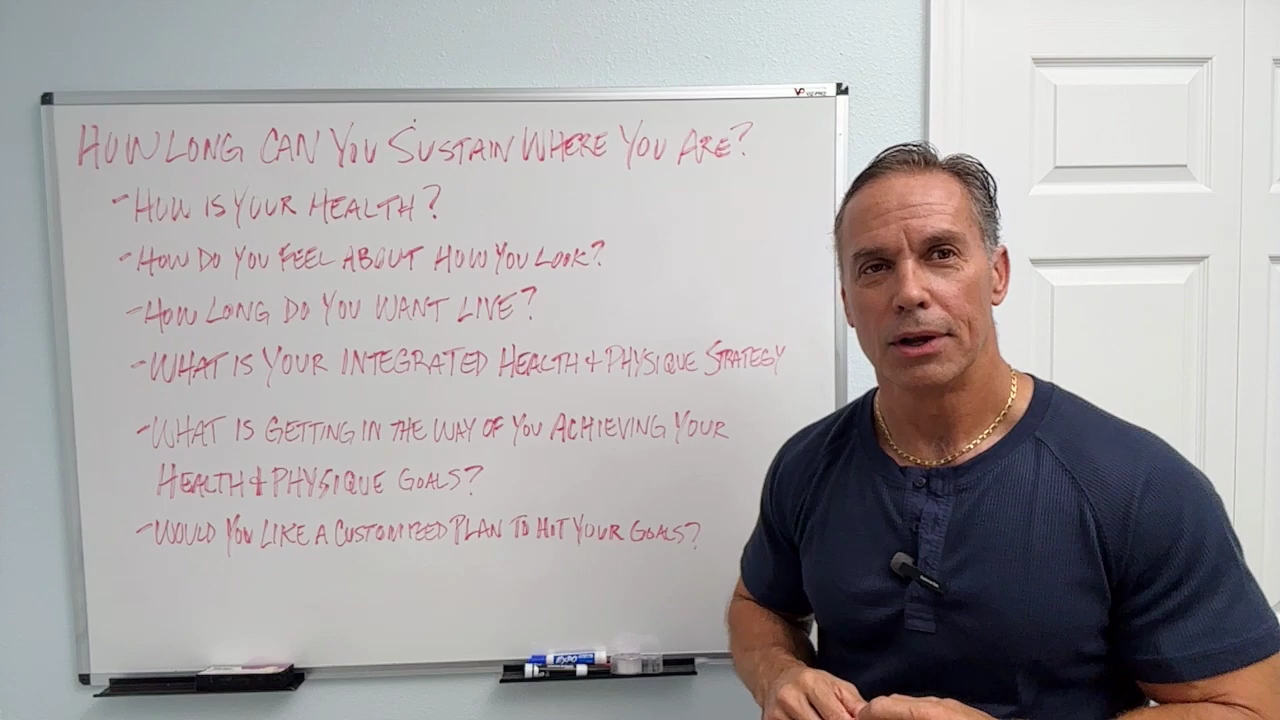 HOW LONG CAN YOU SUSTAIN WHERE YOU ARE?
- HOW IS YOUR HEALTH?
- HOW DO YOU FEEL ABOUT HOW YOU LOOK?
- HOW LONG DO YOU WANT LIVE?
- WHAT IS YOUR INTEGRATED HEALTH & PHYSIQUE STRATEGY
- WHAT IS GETTING IN THE WAY OF YOU ACHIEVING YOUR
HEALTH & PHYSIQUE GOALS?
- WOULD YOU LIKE A CUSTOMIZED PLAN TO HIT YOUR GOALS?
EXPO